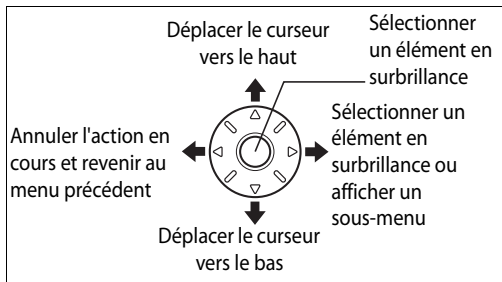 Déplacer le curseur
vers le haut
Sélectionner
un élément en
surbrillance
Annuler l'action en
cours et revenir au
menu précédent
Sélectionner un
élément en
surbrillance ou
afficher un
sous-menu
Déplacer le curseur
vers le bas